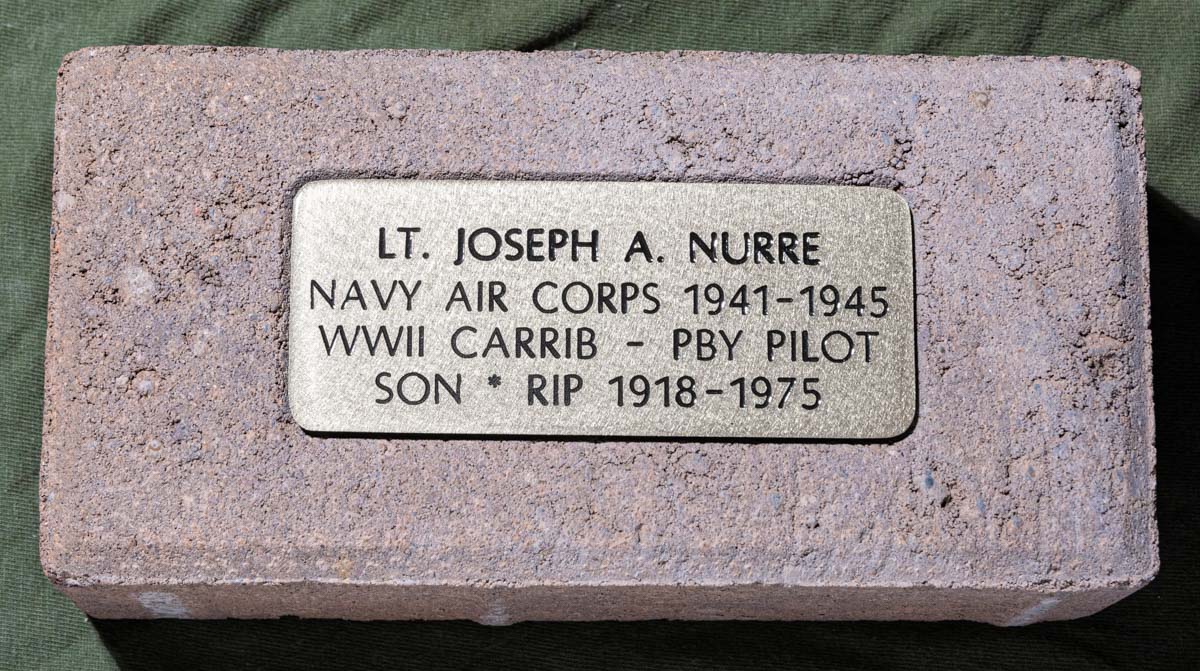 LT. JOSEPH A. NURRE
NAVY AIR CORPS 1941-1945
WWII CARRIB - PBY PILOT
SON * RIP 1918-1975